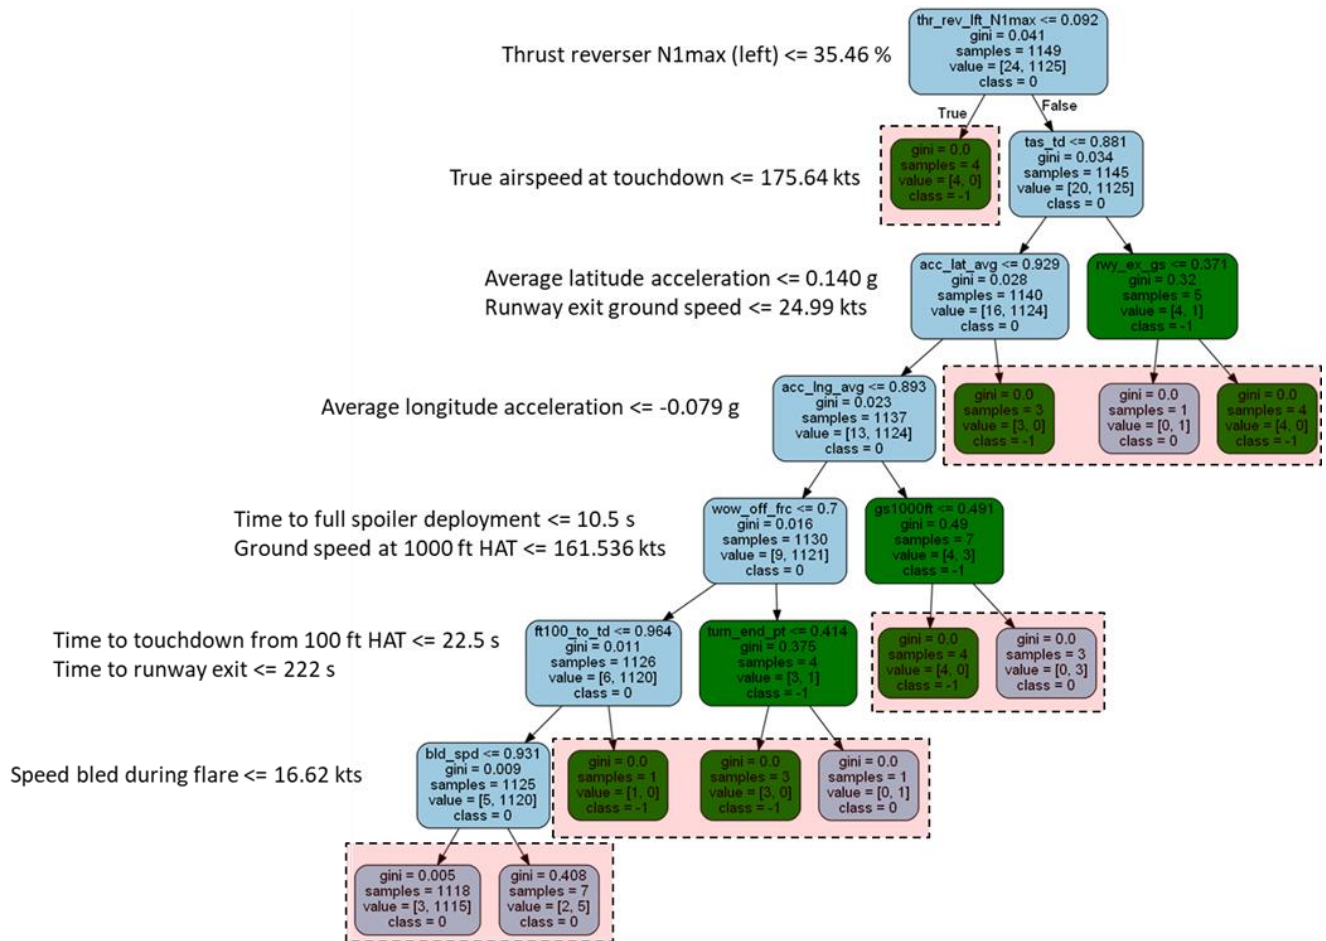 thr_rev_lft_N1max <= 0.092
gini = 0.041
samples = 1149
value = [24, 1125]
class = 0
Thrust reverser N1max (left) <= 35.46 %
True
False
gini = 0.0
samples = 4
value = [4, 0]
class = -1
tas_td <= 0.881
gini = 0.034
samples = 1145
value = [20, 1125]
class = 0
True airspeed at touchdown <= 175.64 kts
acc_lat_avg <= 0.929
gini = 0.028
samples = 1140
value = [16, 1124]
class = 0
rwy_ex_gs <= 0.371
gini = 0.32
samples = 5
value = [4, 1]
class = -1
Average latitude acceleration <= 0.140 g
Runway exit ground speed <= 24.99 kts
acc_lng_avg <= 0.893
gini = 0.023
samples = 1137
value = [13, 1124]
class = 0
gini = 0.0
samples = 3
value = [3, 0]
class = -1
gini = 0.0
samples = 1
value = [0, 1]
class = 0
gini = 0.0
samples = 4
value = [4, 0]
class = -1
Average longitude acceleration <= -0.079 g
wow_off_frc <= 0.7
gini = 0.016
samples = 1130
value = [9, 1121]
class = 0
gs1000ft <= 0.491
gini = 0.49
samples = 7
value = [4, 3]
class = -1
Time to full spoiler deployment <= 10.5 s
Ground speed at 1000 ft HAT <= 161.536 kts
ft100_to_td <= 0.964
gini = 0.011
samples = 1126
value = [6, 1120]
class = 0
turn_end_pt <= 0.414
gini = 0.375
samples = 4
value = [3, 1]
class = -1
gini = 0.0
samples = 4
value = [4, 0]
class = -1
gini = 0.0
samples = 3
value = [0, 3]
class = 0
Time to touchdown from 100 ft HAT <= 22.5 s
Time to runway exit <= 222 s
bld_spd <= 0.931
gini = 0.009
samples = 1125
value = [5, 1120]
class = 0
gini = 0.0
samples = 1
value = [1, 0]
class = -1
gini = 0.0
samples = 3
value = [3, 0]
class = -1
gini = 0.0
samples = 1
value = [0, 1]
class = 0
Speed bled during flare <= 16.62 kts
gini = 0.005
samples = 1118
value = [3, 1115]
class = 0
gini = 0.408
samples = 7
value = [2, 5]
class = 0